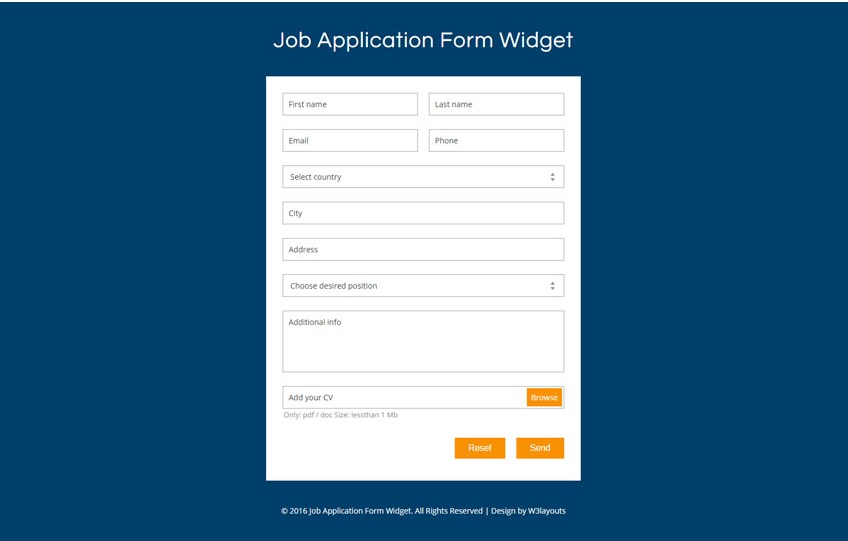 Job Application Form Widget
First name Last name
Email Phone
Select country
City
Address
Choose desired position
Additional info
Add your CV Browse
Only: pdf / doc Size: lessthan 1 Mb
Reset Send
© 2016 Job Application Form Widget. All Rights Reserved | Design by W3layouts